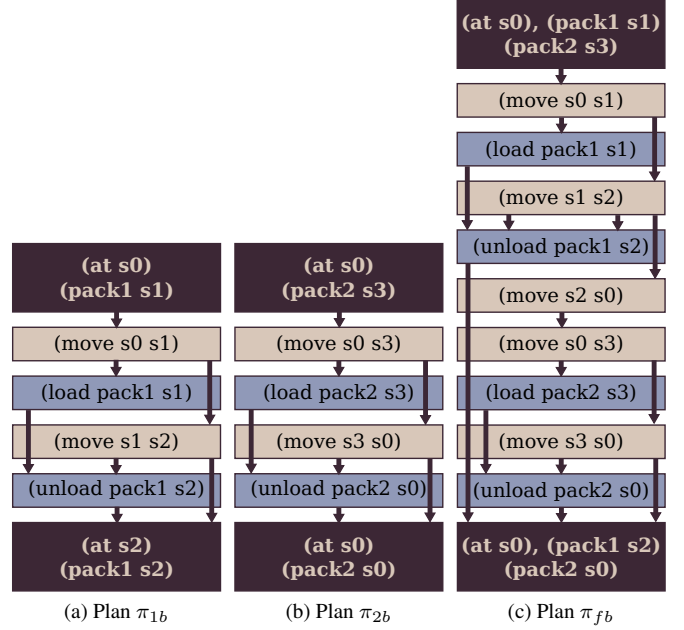 (at s0)
(pack1 s1)
(move s0 s1)
(load pack1 s1)
(move s1 s2)
(unload pack1 s2)
(at s2)
(pack1 s2)
(a) Plan π1b
(at s0)
(pack2 s3)
(move s0 s3)
(load pack2 s3)
(move s3 s0)
(unload pack2 s0)
(at s0)
(pack2 s0)
(b) Plan π2b
(at s0), (pack1 s1)
(pack2 s3)
(move s0 s1)
(load pack1 s1)
(move s1 s2)
(unload pack1 s2)
(move s2 s0)
(move s0 s3)
(load pack2 s3)
(move s3 s0)
(unload pack2 s0)
(at s0), (pack1 s2)
(pack2 s0)
(c) Plan πfb